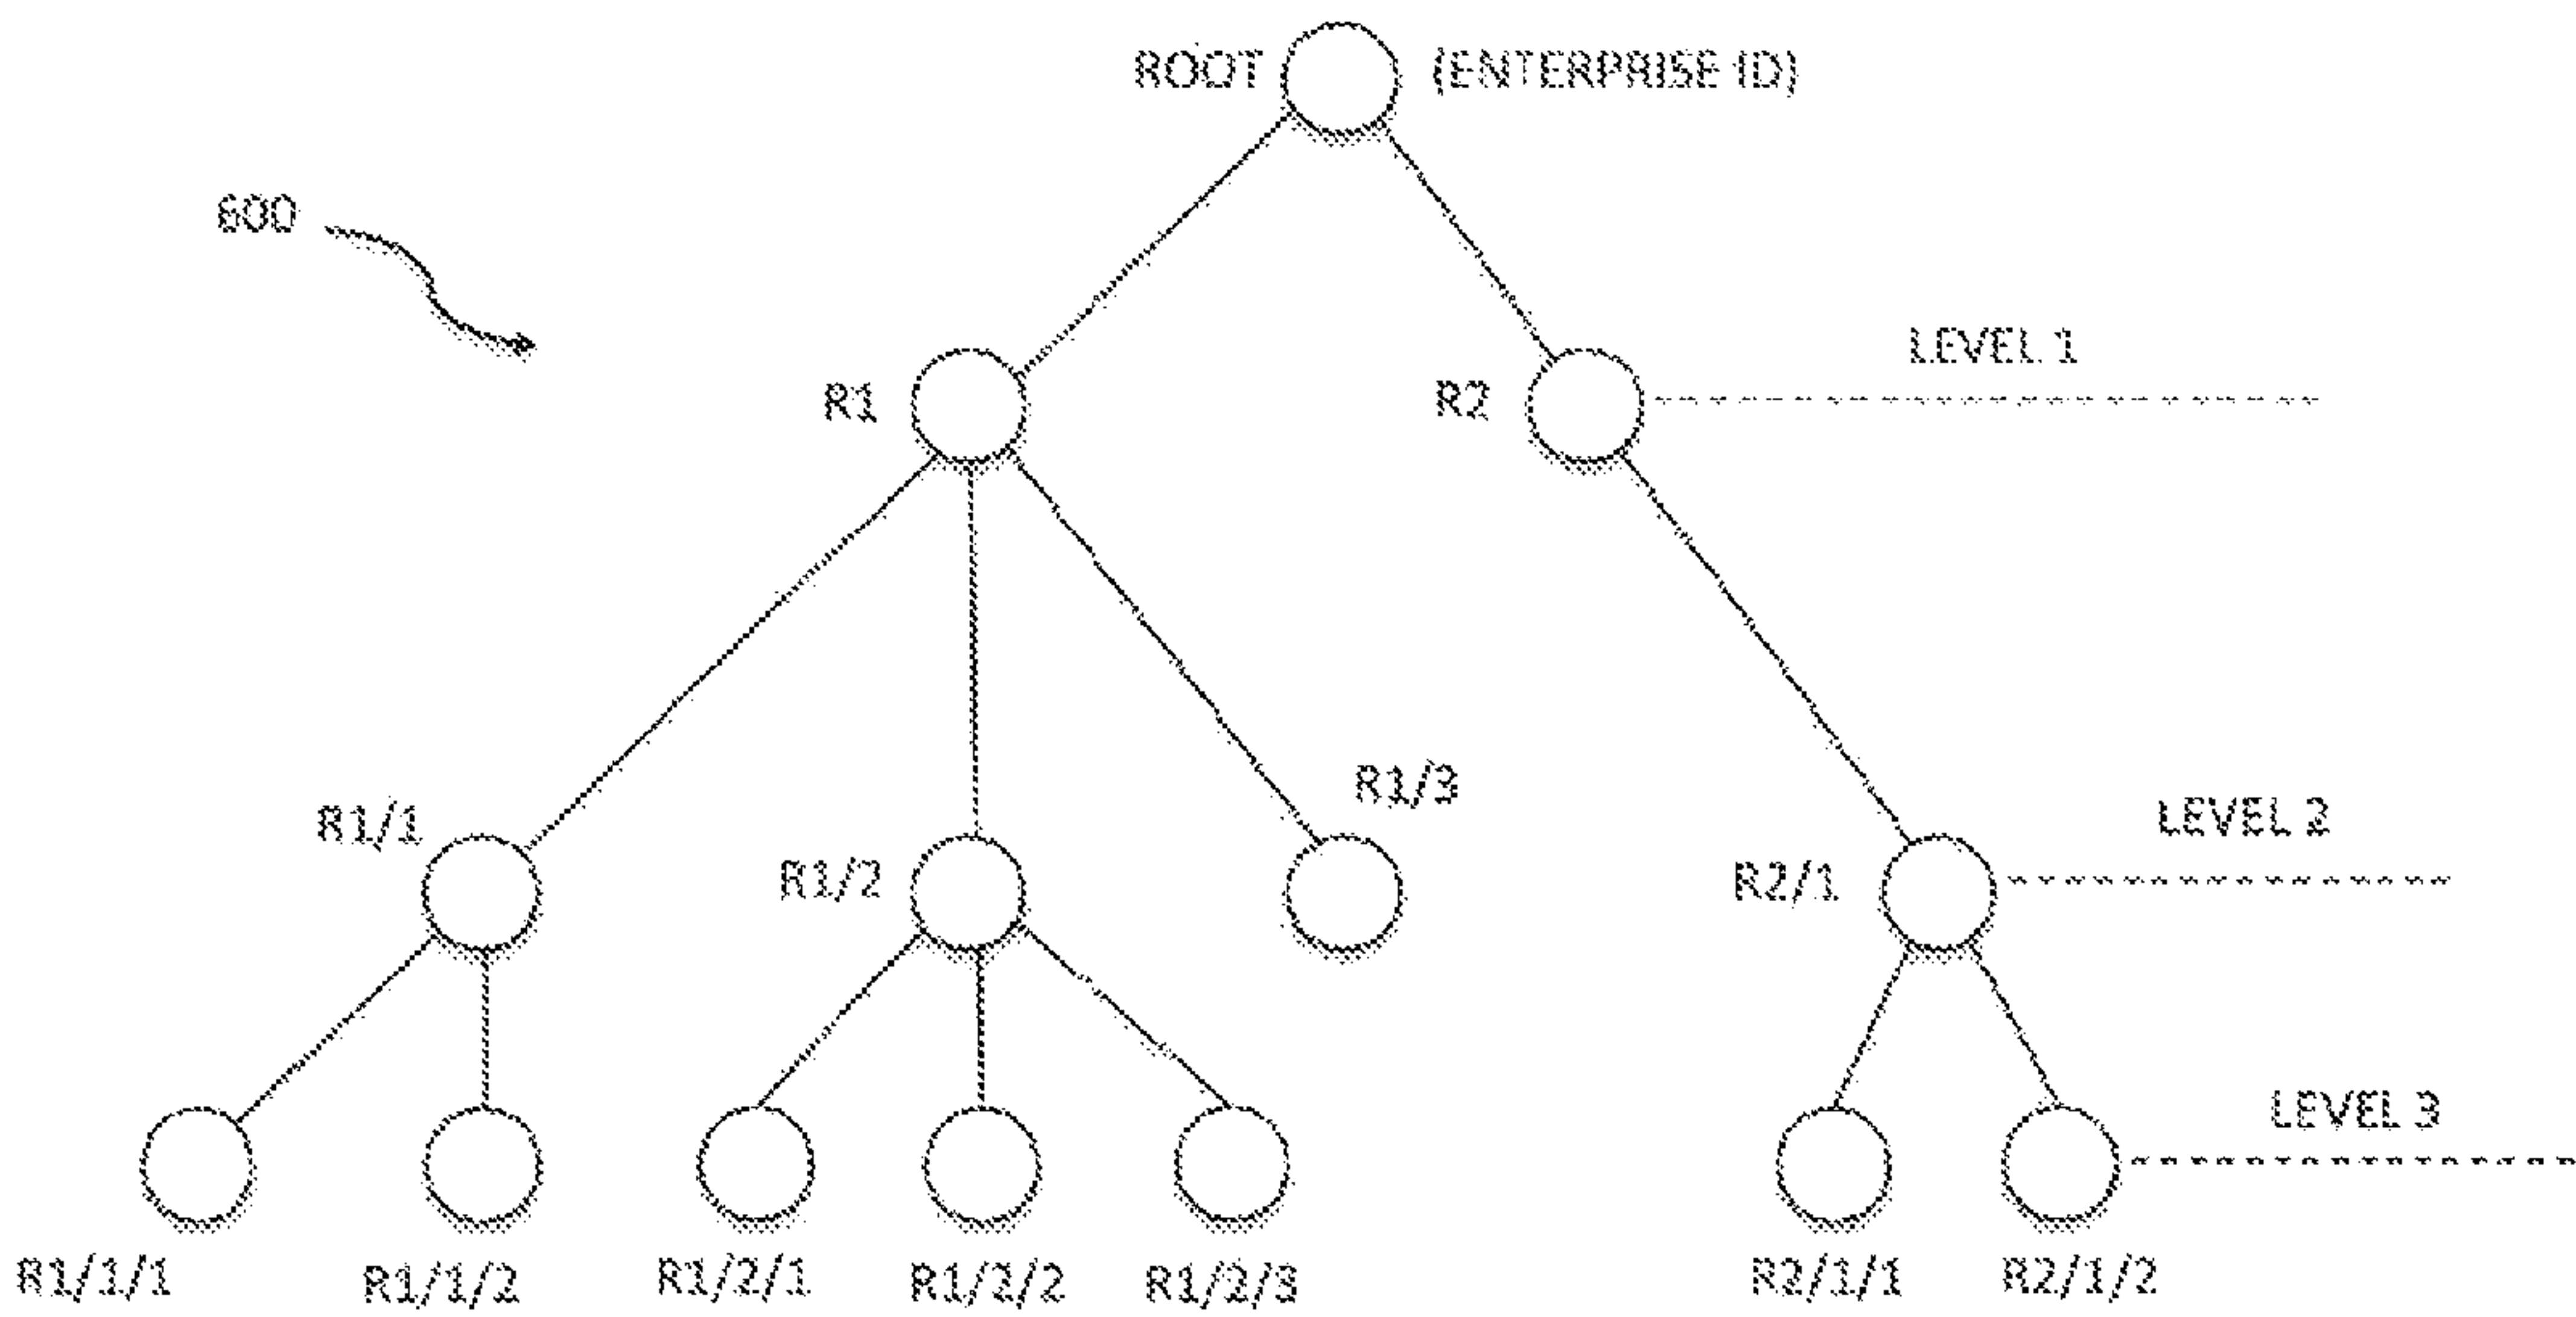 ROOT (ENTERPRISE ID)
600
LEVEL 1
R1 R2
R1/3
R1/1 LEVEL 2
R1/2 R2/1
LEVEL 3
R1/1/1 R1/1/2 R1/2/1 R1/2/2 R1/2/3 R2/1/1 R2/1/2